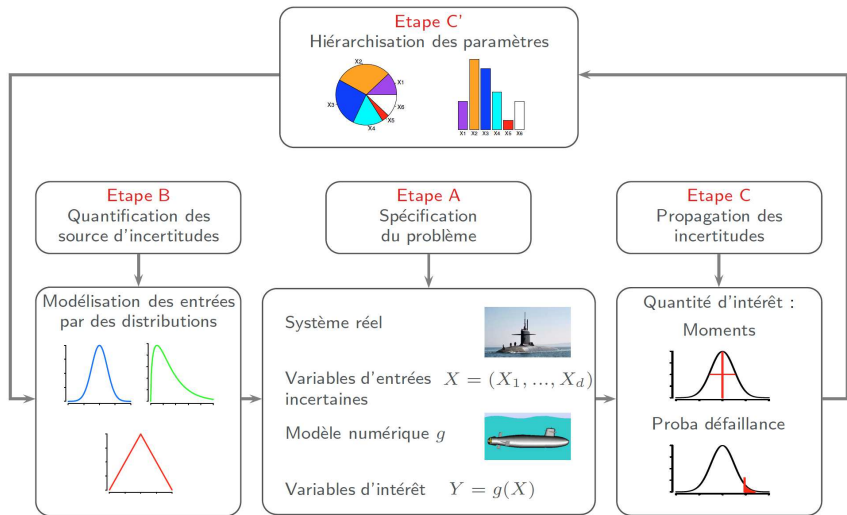 Etape C'
Hiérarchisation des paramètres
X2
X1
X3
X6
X5
X4
X1 X2 X3 X4 X5 X6
Etape B
Quantification des
source d'incertitudes
Etape A
Spécification
du problème
Etape C
Propagation des
incertitudes
Modélisation des entrées
par des distributions
Système réel
Variables d'entrées
incertaines
X = (X_1, ..., X_d)
Modèle numérique g
Variables d'intérêt Y = g(X)
Quantité d'intérêt :
Moments
Proba défaillance